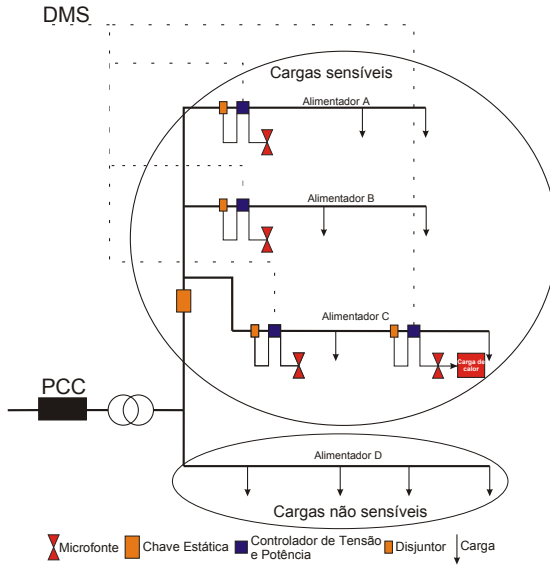 DMS
Cargas sensíveis
Alimentador A
Alimentador B
Alimentador C
Carga de
calor
PCC
Alimentador D
Cargas não sensíveis
Microfonte
Chave Estática
Controlador de Tensão
e Potência
Disjuntor
Carga